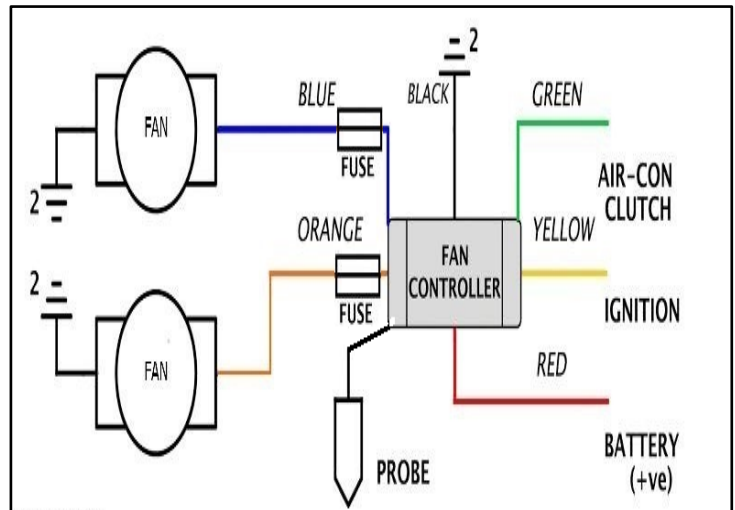 - 2
BLUE
BLACK
GREEN
FAN
FUSE
2
AIR-CON
CLUTCH
ORANGE
YELLOW
FAN
CONTROLLER
2
FUSE
IGNITION
FAN
RED
PROBE
BATTERY
(+ve)